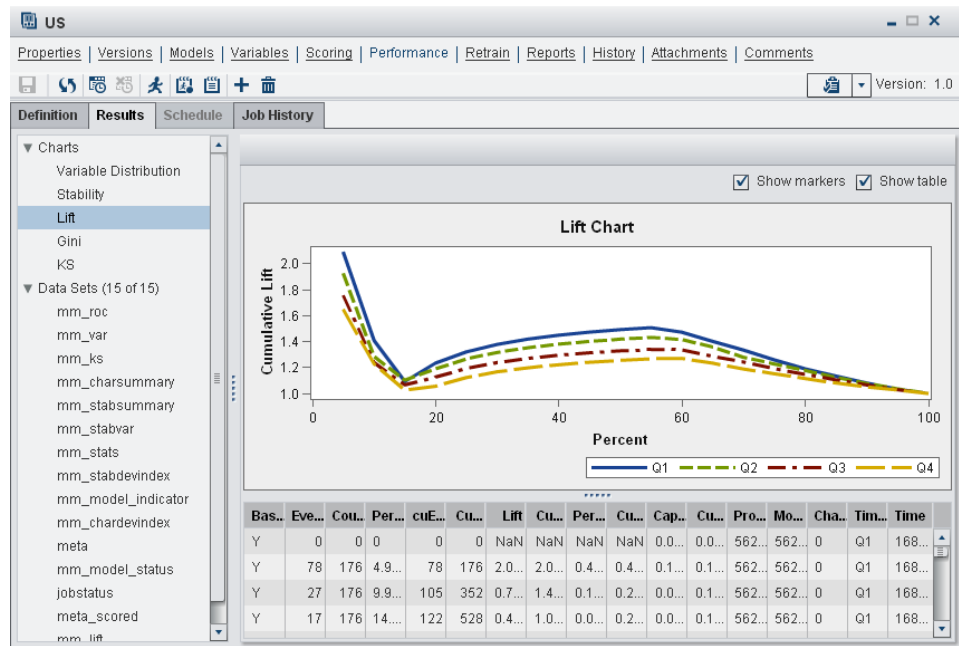 US
Properties | Versions | Models | Variables | Scoring | Performance | Retrain | Reports | History | Attachments | Comments
Version: 1.0
Definition Results Schedule Job History
Charts
Variable Distribution
Stability
Lift
Gini
KS
Data Sets (15 of 15)
mm_roc
mm_var
mm_ks
mm_charsummary
mm_stabsummary
mm_stabvar
mm_stats
mm_stabdevindex
mm_model_indicator
mm_chardevindex
meta
mm_model_status
jobstatus
meta_scored
mm_lift
Show markers Show table
Lift Chart
Cumulative Lift
2.0
1.8
1.6
1.4
1.2
1.0
0 20 40 60 80 100
Percent
Q1 Q2 Q3 Q4
Bas... Eve... Cou... Per... cuE... Cu... Lift Cu... Per... Cu... Cap... Cu... Pro... Mo... Cha... Tim... Time
Y 0 0 0 0 0 NaN NaN NaN NaN 0.0... 0.0... 562... 562... 0 Q1 168...
Y 78 176 4.9... 78 176 2.0... 2.0... 0.4... 0.4... 0.1... 0.1... 562... 562... 0 Q1 168...
Y 27 176 9.9... 105 352 0.7... 1.4... 0.1... 0.2... 0.0... 0.1... 562... 562... 0 Q1 168...
Y 17 176 14.... 122 528 0.4... 1.0... 0.0... 0.2... 0.0... 0.1... 562... 562... 0 Q1 168...